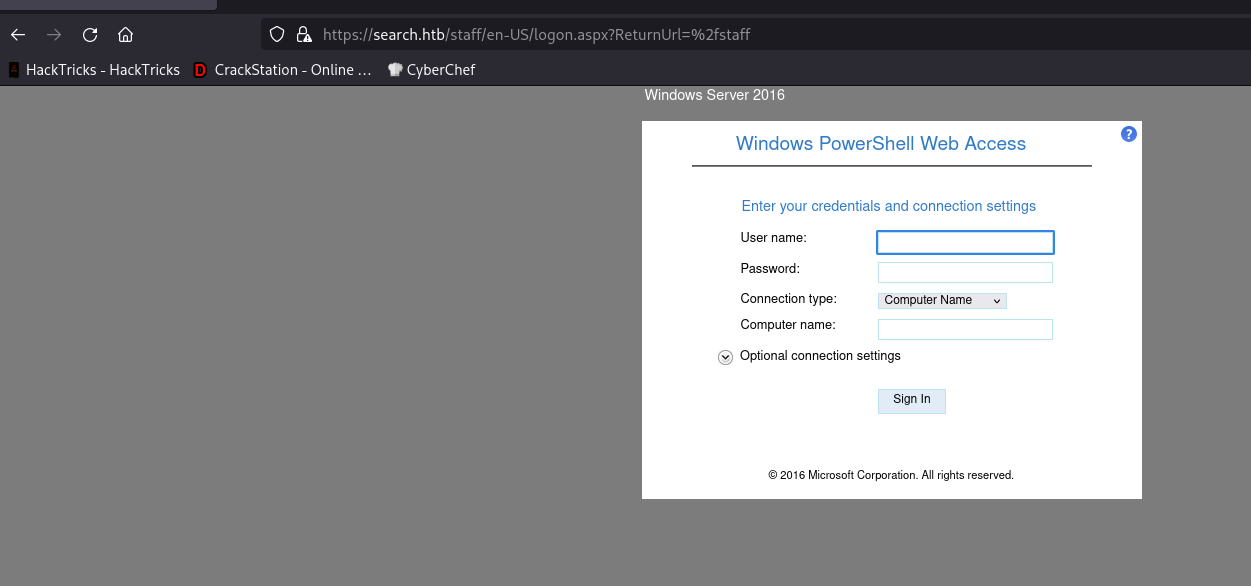 https://search.htb/staff/en-US/logon.aspx?ReturnUrl=%2fstaff
HackTricks - HackTricks CrackStation - Online ... CyberChef
Windows Server 2016
?
Windows PowerShell Web Access
Enter your credentials and connection settings
User name:
Password:
Connection type: Computer Name
Computer name:
Optional connection settings
Sign In
© 2016 Microsoft Corporation. All rights reserved.